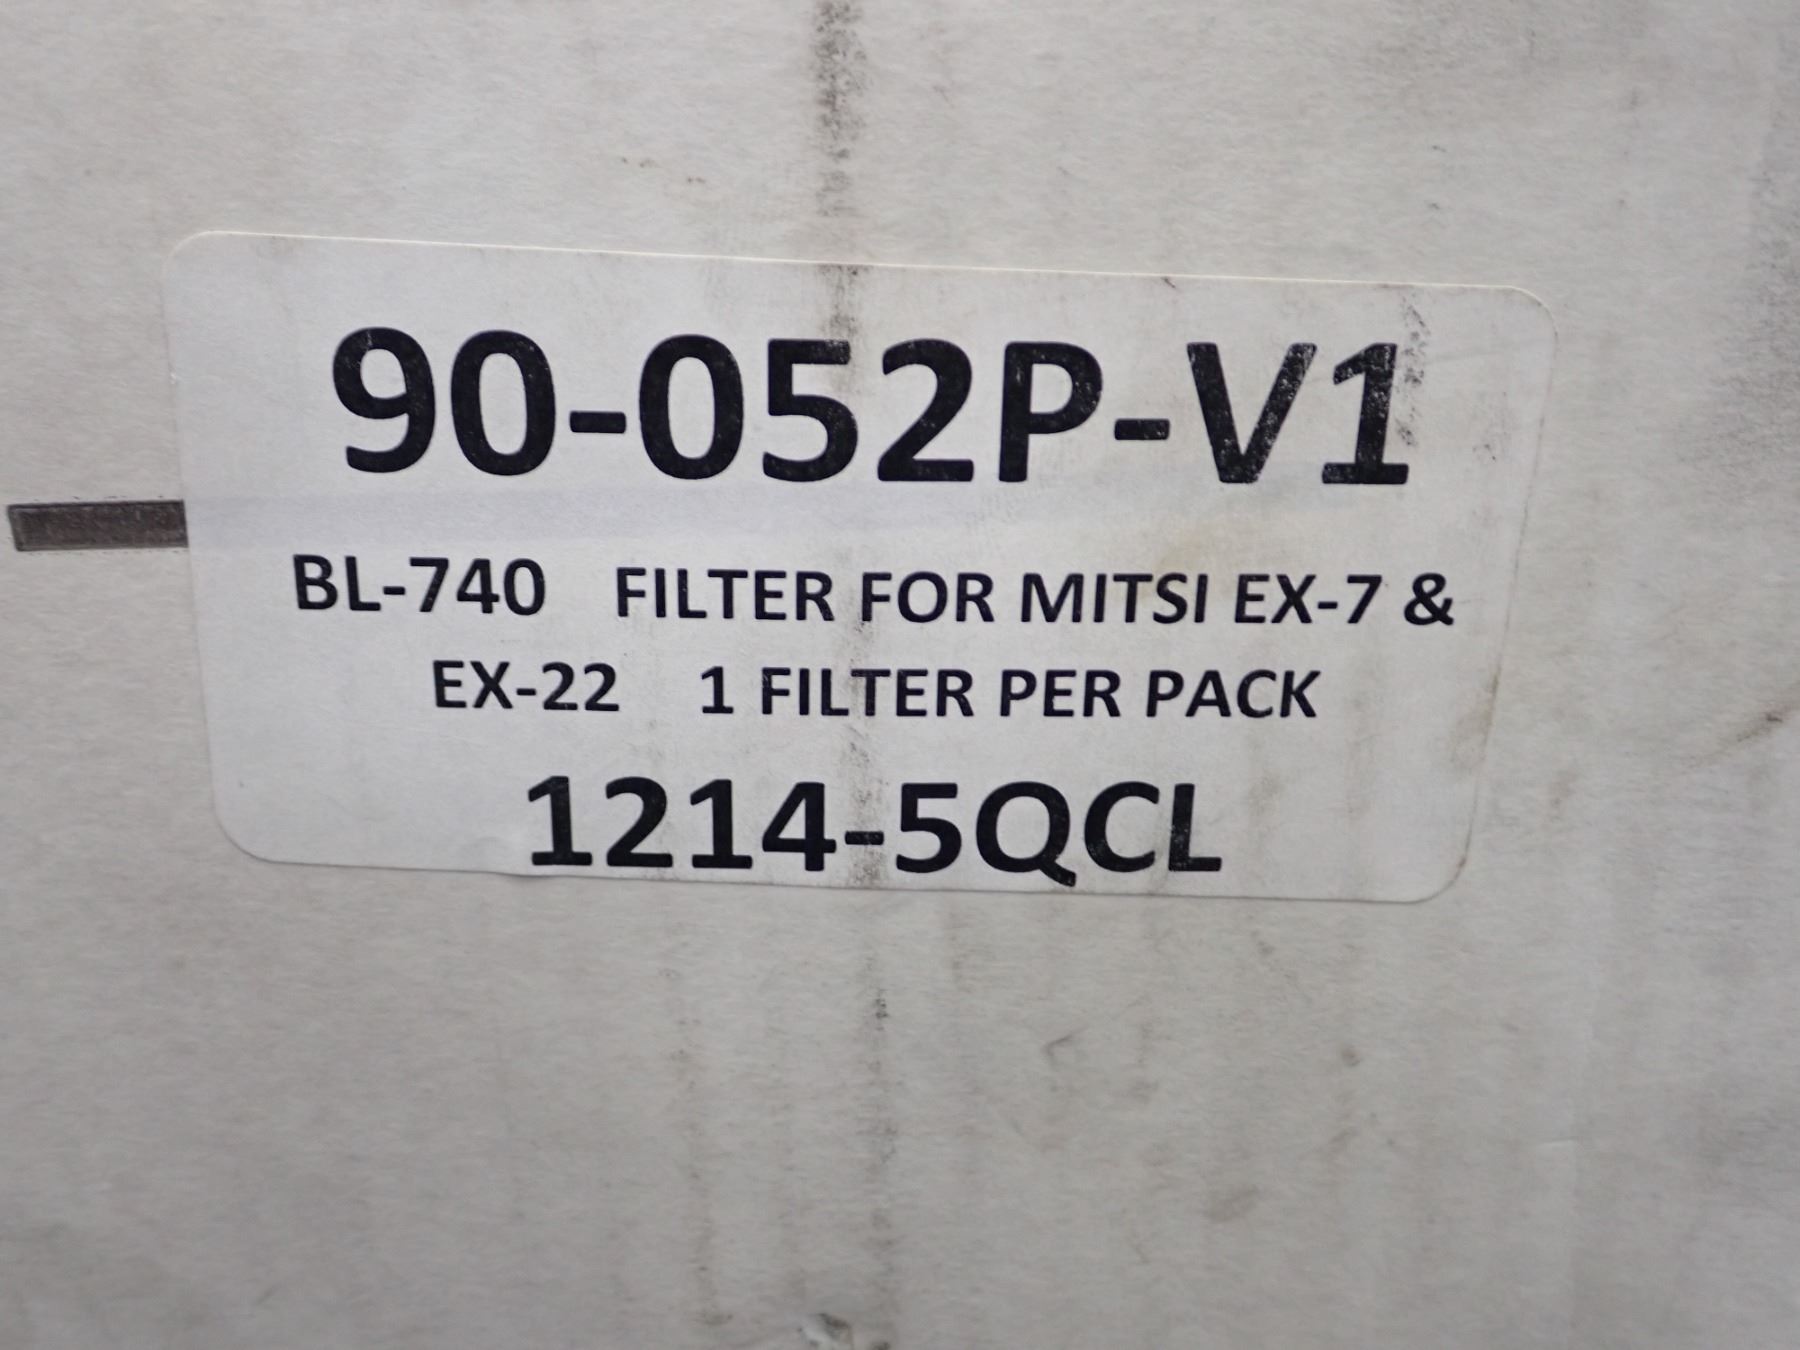 90-052P-V1
BL-740 FILTER FOR MITSI EX-7 &
EX-22 1 FILTER PER PACK
1214-5QCL